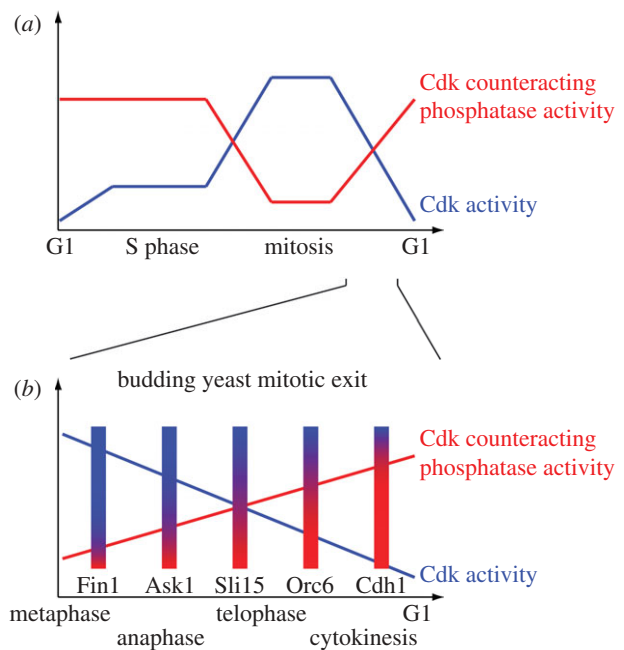 (a)
Cdk counteracting
phosphatase activity
Cdk activity
G1 S phase mitosis G1
(b)
budding yeast mitotic exit
Cdk counteracting
phosphatase activity
Cdk activity
Fin1 Ask1 Sli15 Orc6 Cdh1
metaphase telophase G1
anaphase cytokinesis